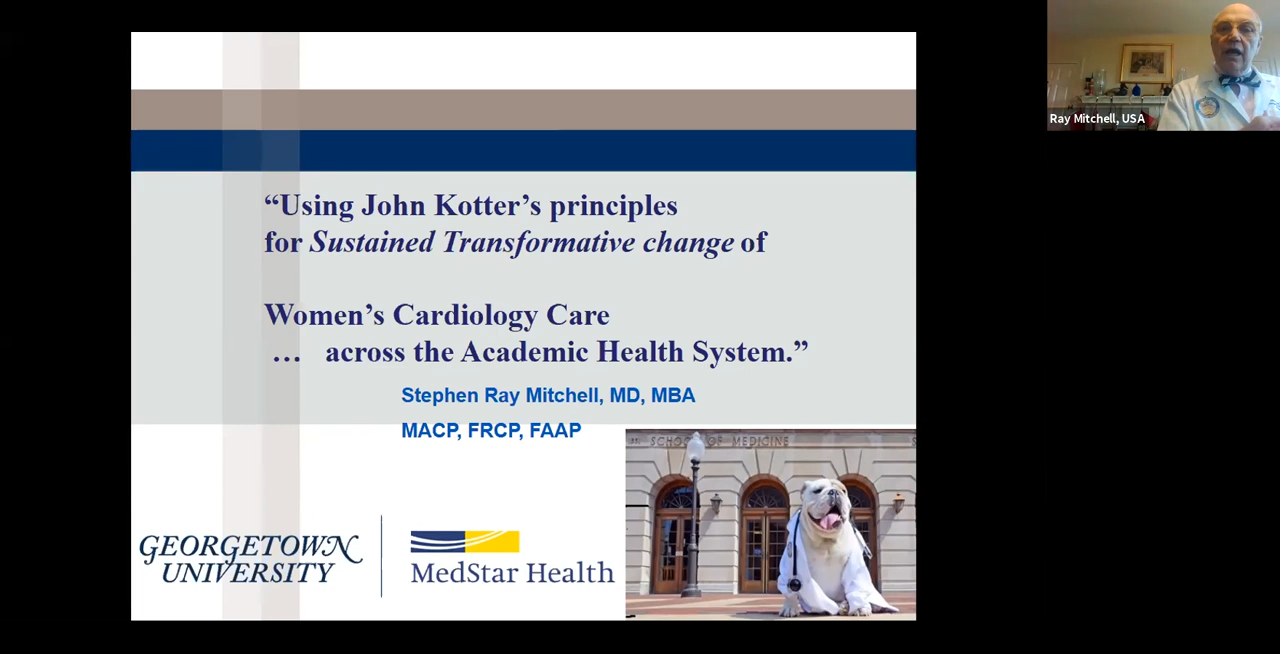 “Using John Kotter’s principles
for Sustained Transformative change of
Women’s Cardiology Care
… across the Academic Health System.”
Stephen Ray Mitchell, MD, MBA
MACP, FRCP, FAAP
SCHOOL OF MEDICINE
GEORGETOWN
UNIVERSITY
MedStar Health
Ray Mitchell, USA